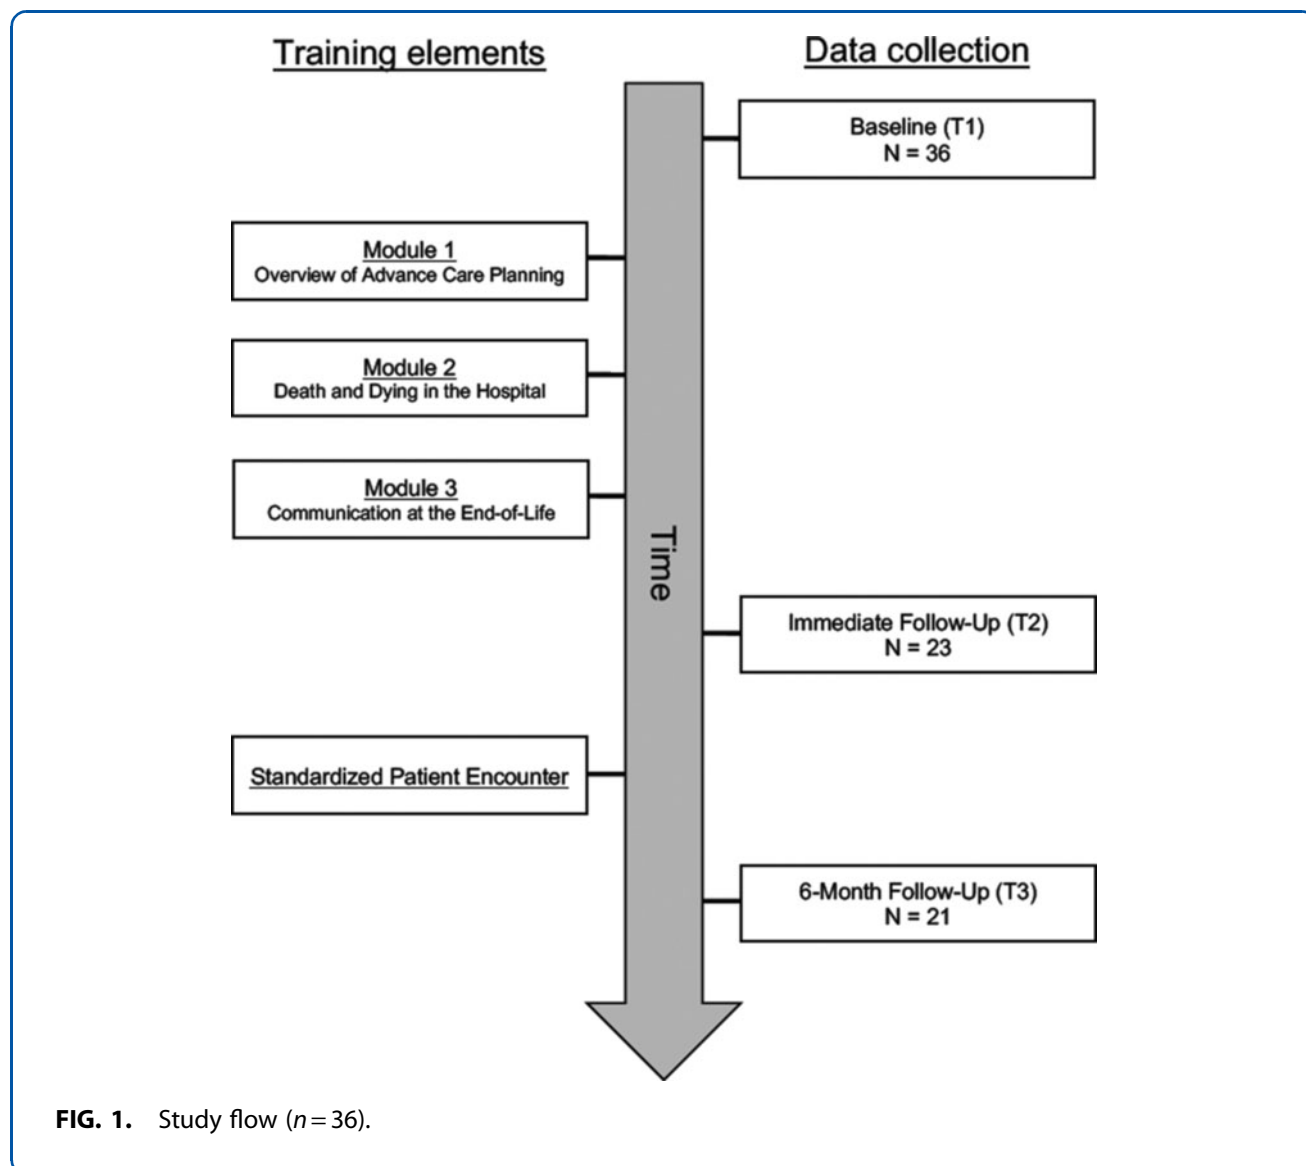 Training elements
Data collection
Baseline (T1)
N = 36
Module 1
Overview of Advance Care Planning
Module 2
Death and Dying in the Hospital
Module 3
Communication at the End-of-Life
Time
Immediate Follow-Up (T2)
N = 23
Standardized Patient Encounter
6-Month Follow-Up (T3)
N = 21
FIG. 1. Study flow (n = 36).